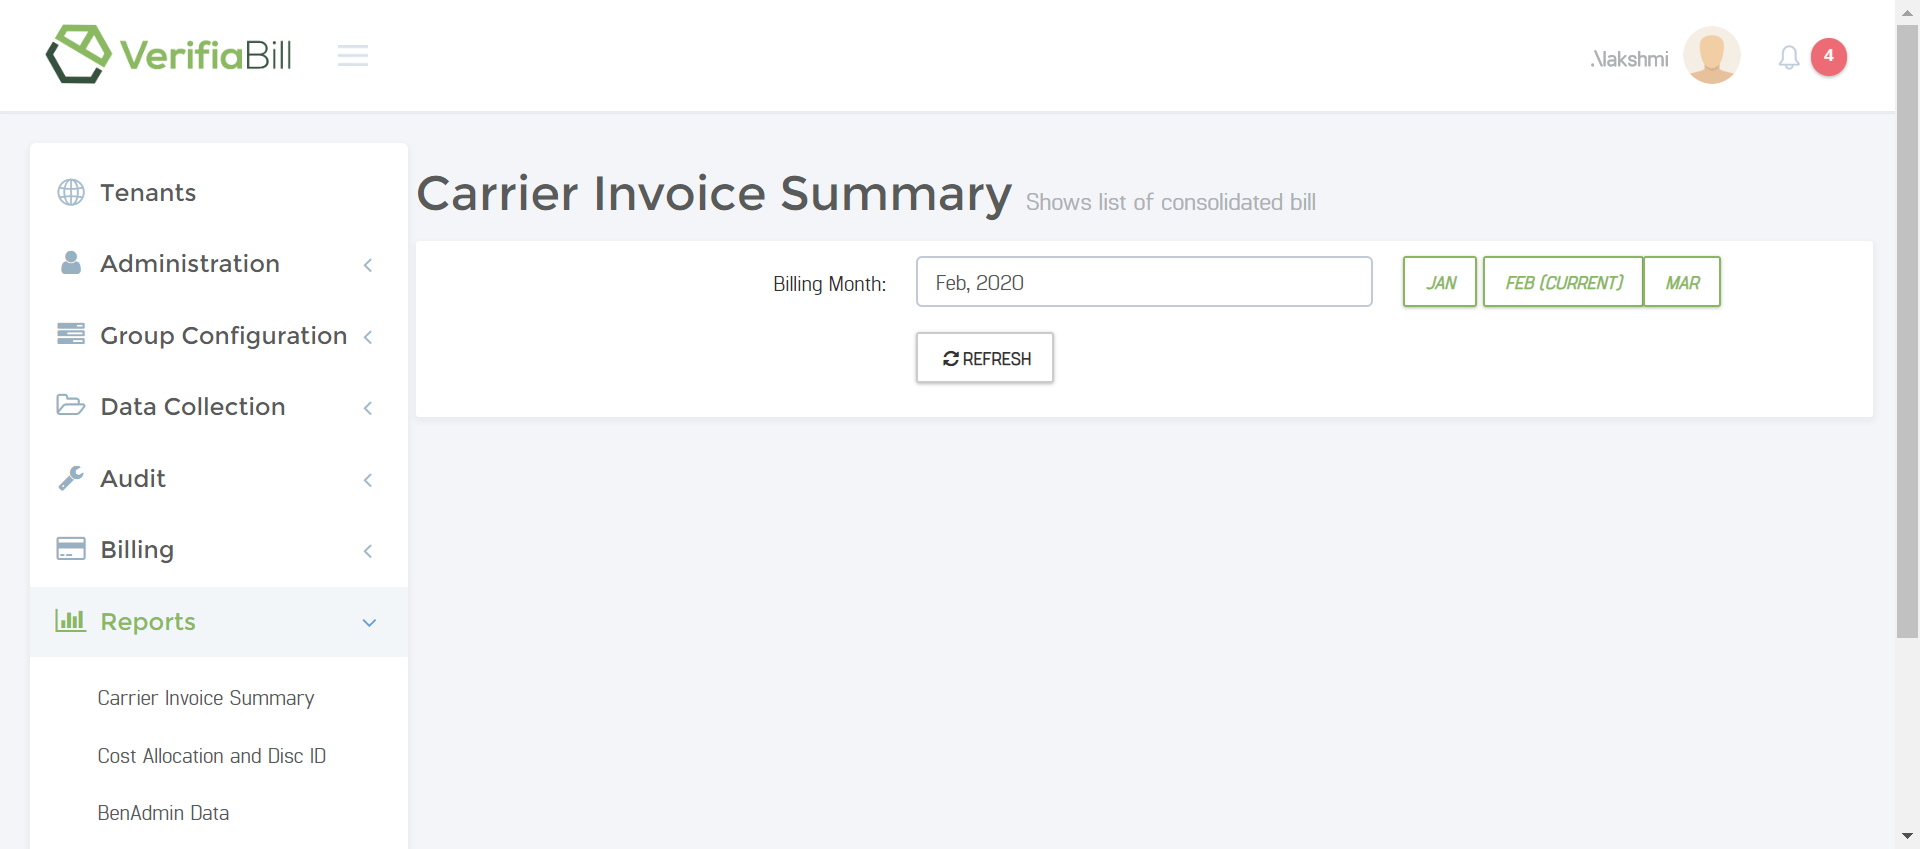 VerifiaBill
.\lakshmi
4
Tenants
Administration
Group Configuration
Data Collection
Audit
Billing
Reports
Carrier Invoice Summary
Cost Allocation and Disc ID
BenAdmin Data
Carrier Invoice Summary Shows list of consolidated bill
Billing Month: Feb, 2020 JAN FEB (CURRENT) MAR
REFRESH